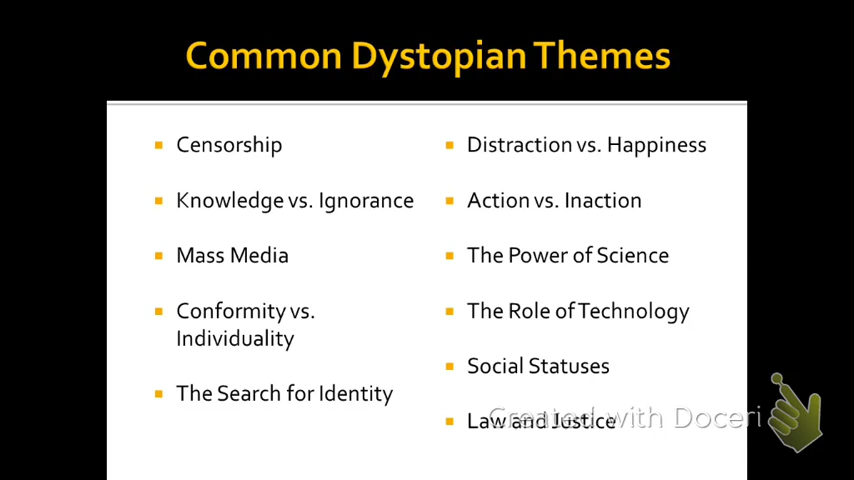 Common Dystopian Themes
Censorship
Knowledge vs. Ignorance
Mass Media
Conformity vs.
Individuality
The Search for Identity
Distraction vs. Happiness
Action vs. Inaction
The Power of Science
The Role of Technology
Social Statuses
Law and Justice
Created with Doceri